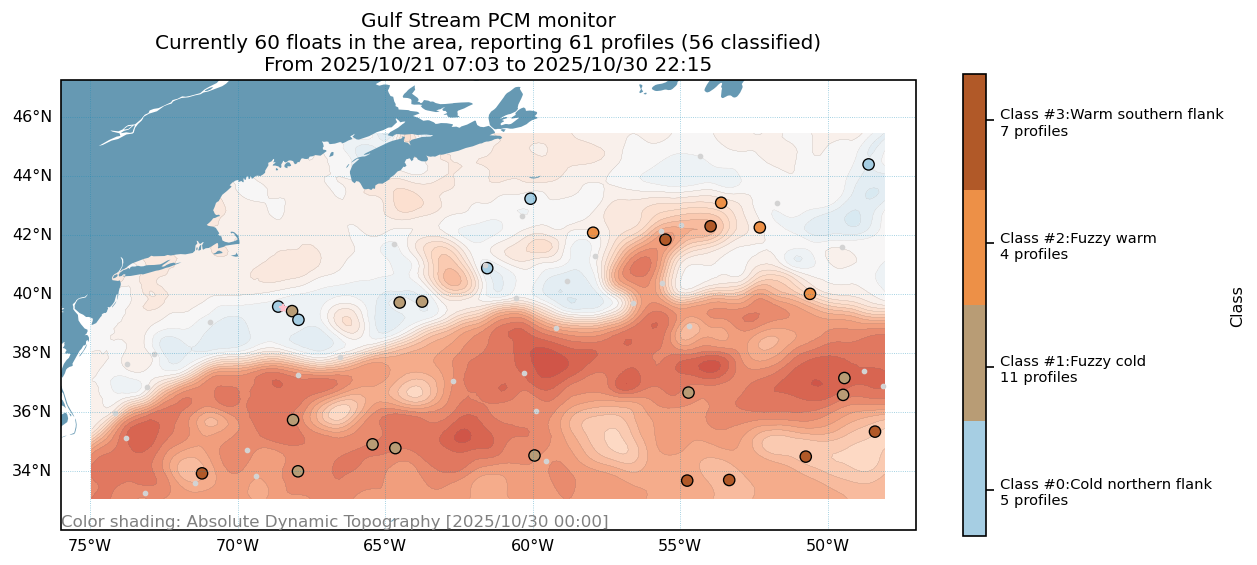 Gulf Stream PCM monitor
Currently 60 floats in the area, reporting 61 profiles (56 classified)
From 2025/10/21 07:03 to 2025/10/30 22:15
46°N
44°N
42°N
40°N
38°N
36°N
34°N
Color shading: Absolute Dynamic Topography [2025/10/30 00:00]
75°W
70°W
65°W
60°W
55°W
50°W
Class #3:Warm southern flank
7 profiles
Class #2:Fuzzy warm
4 profiles
Class #1:Fuzzy cold
11 profiles
Class #0:Cold northern flank
5 profiles
Class